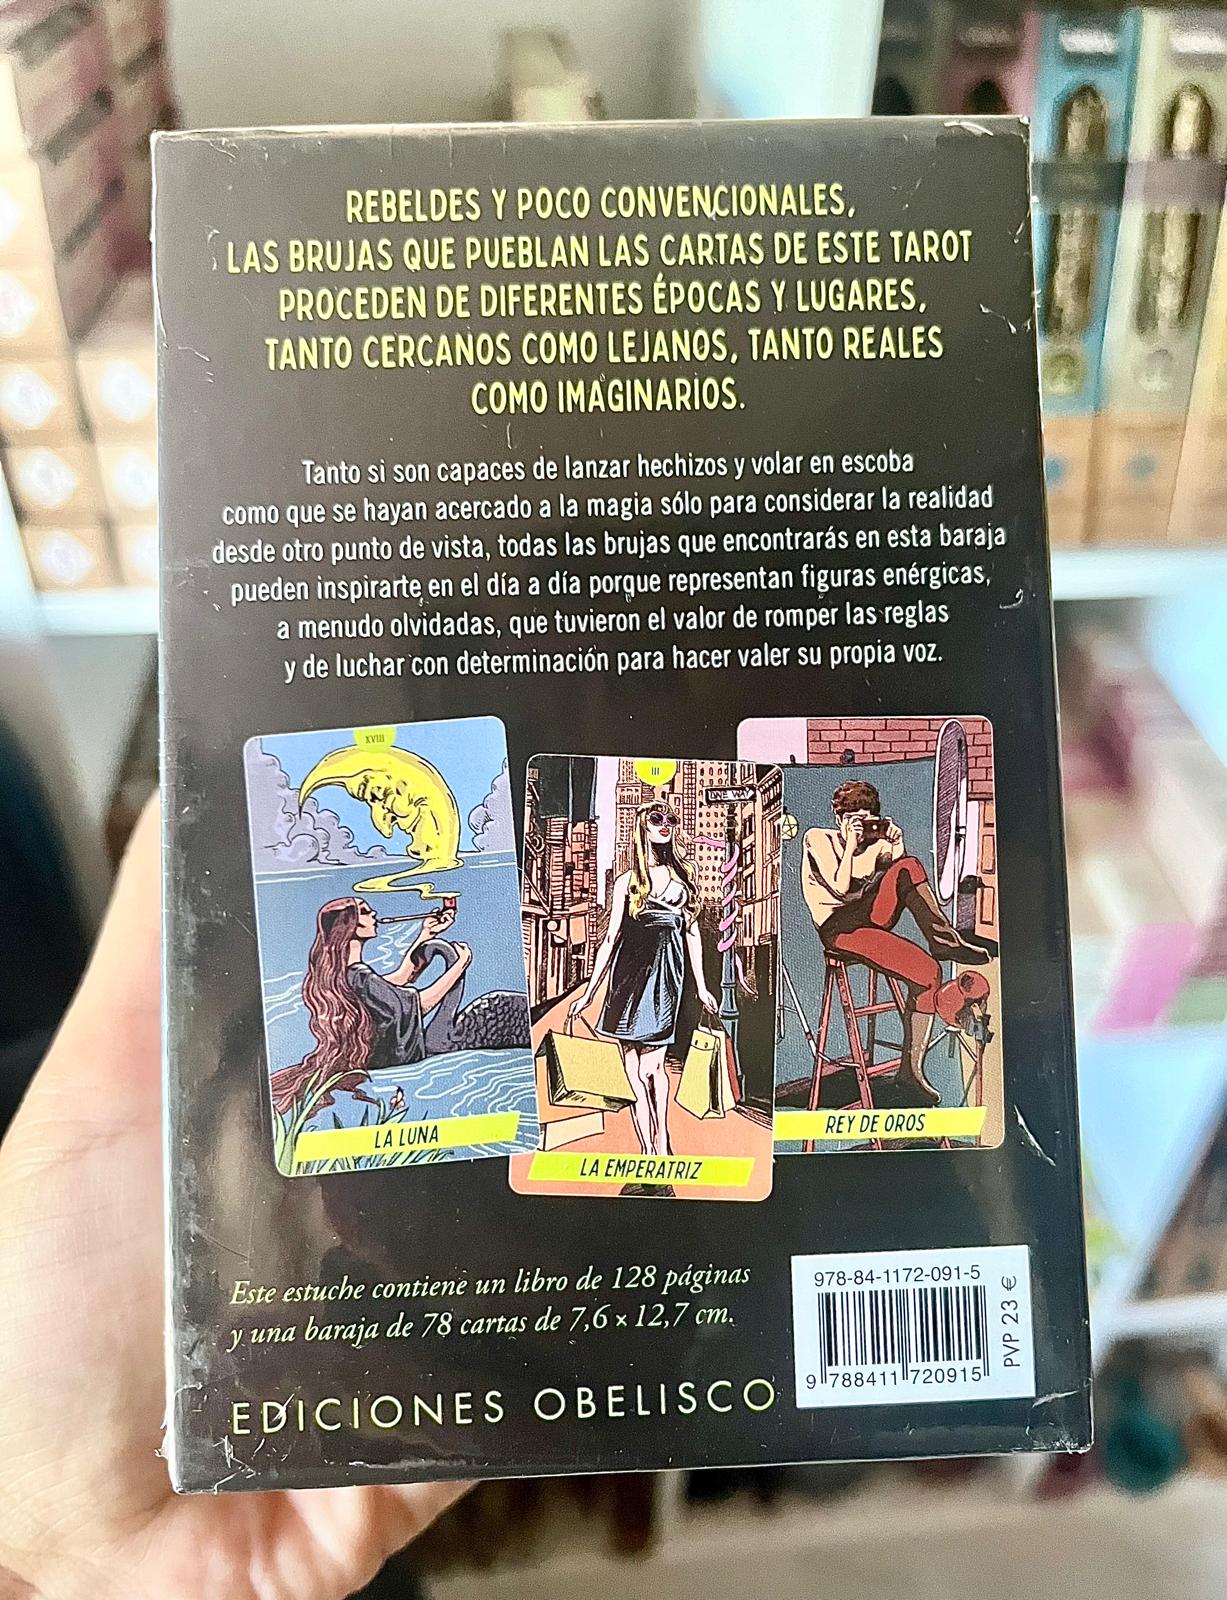 REBELDES Y POCO CONVENCIONALES,
LAS BRUJAS QUE PUEBLAN LAS CARTAS DE ESTE TAROT
PROCEDEN DE DIFERENTES ÉPOCAS Y LUGARES,
TANTO CERCANOS COMO LEJANOS, TANTO REALES
COMO IMAGINARIOS.
Tanto si son capaces de lanzar hechizos y volar en escoba
como que se hayan acercado a la magia sólo para considerar la realidad
desde otro punto de vista, todas las brujas que encontrarás en esta baraja
pueden inspirarte en el día a día porque representan figuras enérgicas,
a menudo olvidadas, que tuvieron el valor de romper las reglas
y de luchar con determinación para hacer valer su propia voz.
XVIII
LA LUNA
III
ONE WAY
LA EMPERATRIZ
REY DE OROS
Este estuche contiene un libro de 128 páginas
y una baraja de 78 cartas de 7,6 × 12,7 cm.
EDICIONES OBELISCO
978-84-1172-091-5
9 788411 720915
PVP 23 €